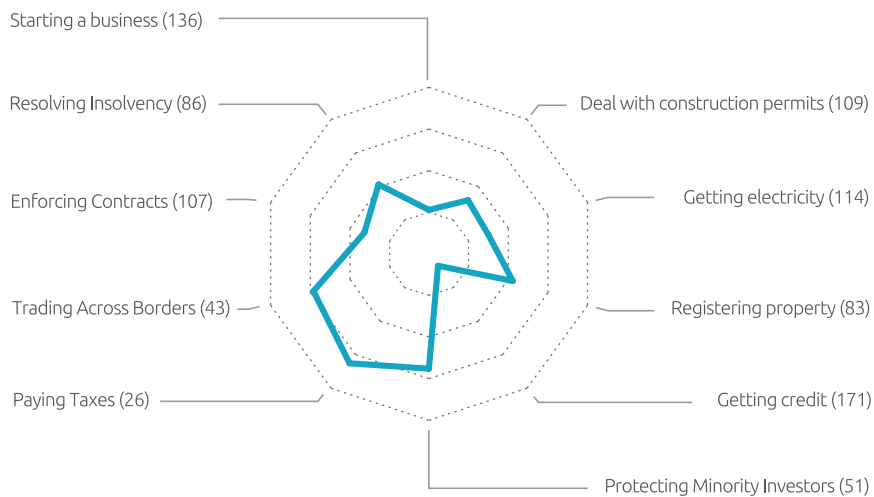 Starting a business (136)
Resolving Insolvency (86)
Deal with construction permits (109)
Enforcing Contracts (107)
Getting electricity (114)
Trading Across Borders (43)
Registering property (83)
Paying Taxes (26)
Getting credit (171)
Protecting Minority Investors (51)